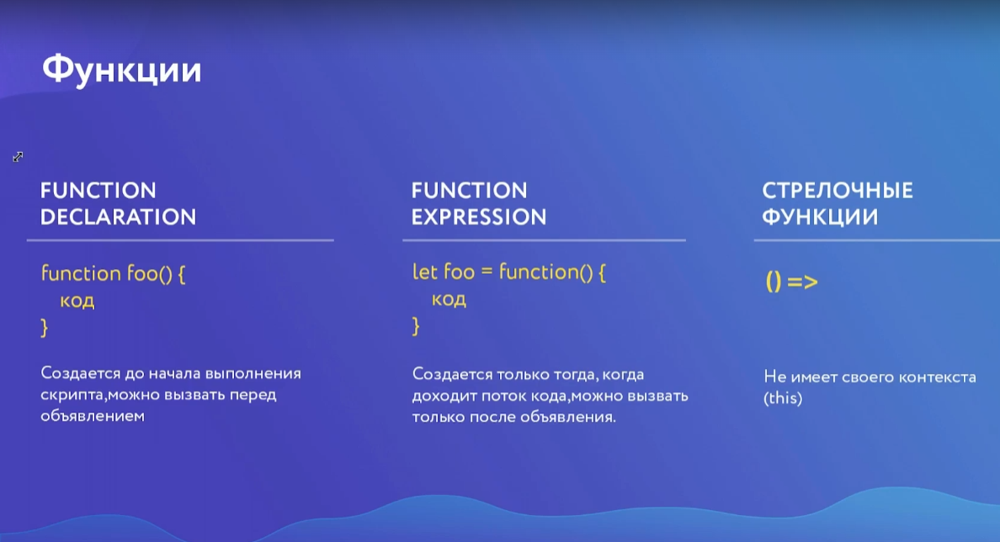 Функции
FUNCTION
DECLARATION
function foo() {
код
}
Создается до начала выполнения
скрипта,можно вызвать перед
объявлением
FUNCTION
EXPRESSION
let foo = function() {
код
}
Создается только тогда, когда
доходит поток кода,можно вызвать
только после объявления.
СТРЕЛОЧНЫЕ
ФУНКЦИИ
() =>
Не имеет своего контекста
(this)